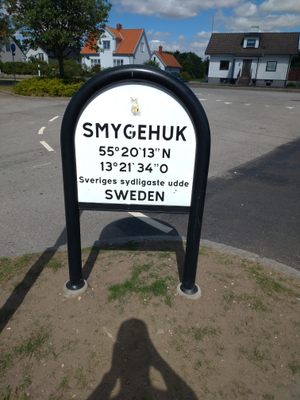 SMYGEHUK
55°20'13"N
13°21'34"O
Sveriges sydligaste udde
SWEDEN